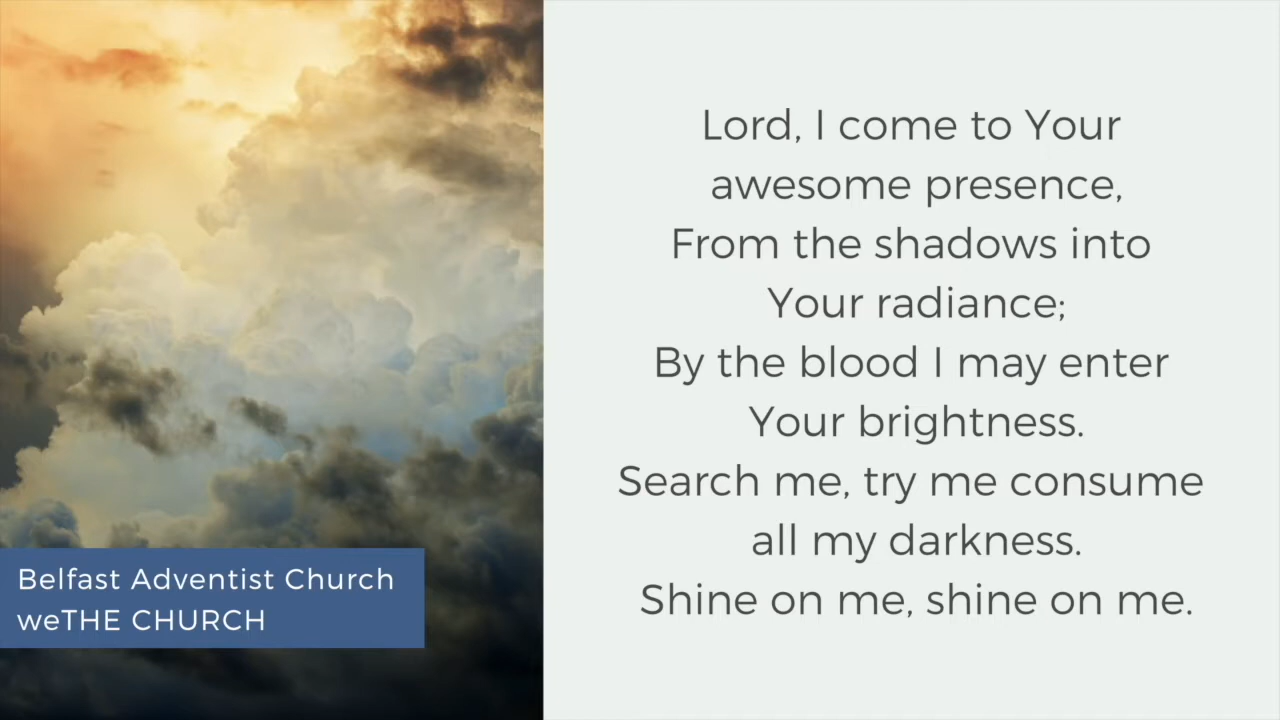 Lord, I come to Your
awesome presence,
From the shadows into
Your radiance;
By the blood I may enter
Your brightness.
Search me, try me consume
all my darkness.
Shine on me, shine on me.
Belfast Adventist Church
weTHE CHURCH